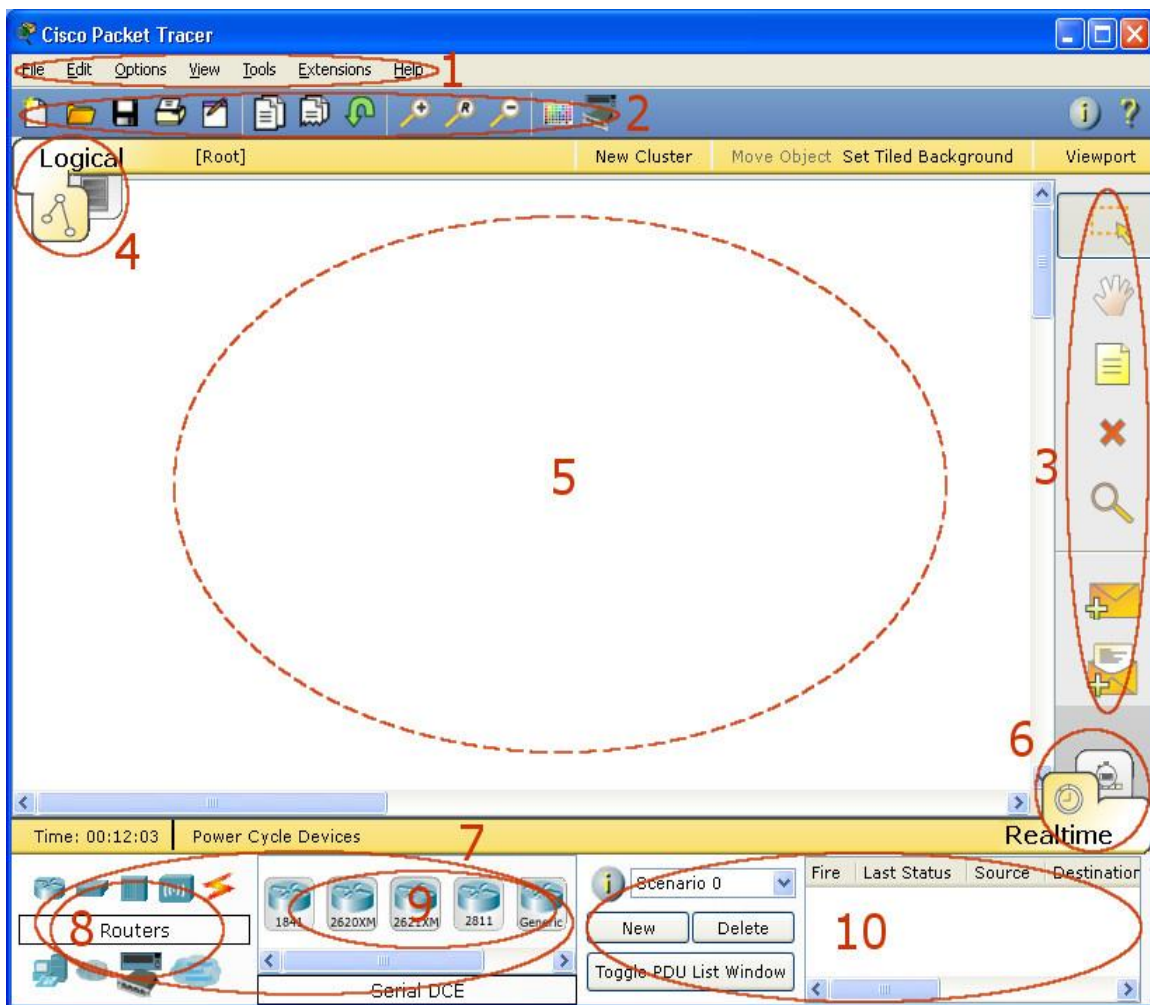 Cisco Packet Tracer
File Edit Options View Tools Extensions Help 1
2
R
i ?
Logical [Root] New Cluster Move Object Set Tiled Background Viewport
4
5
3
6
Time: 00:12:03 Power Cycle Devices 7 Realtime
8 Routers
1841 2620XM 2621XM 2811 Generic
9
Serial DCE
i Scenario 0
New Delete
Toggle PDU List Window
Fire Last Status Source Destination
10